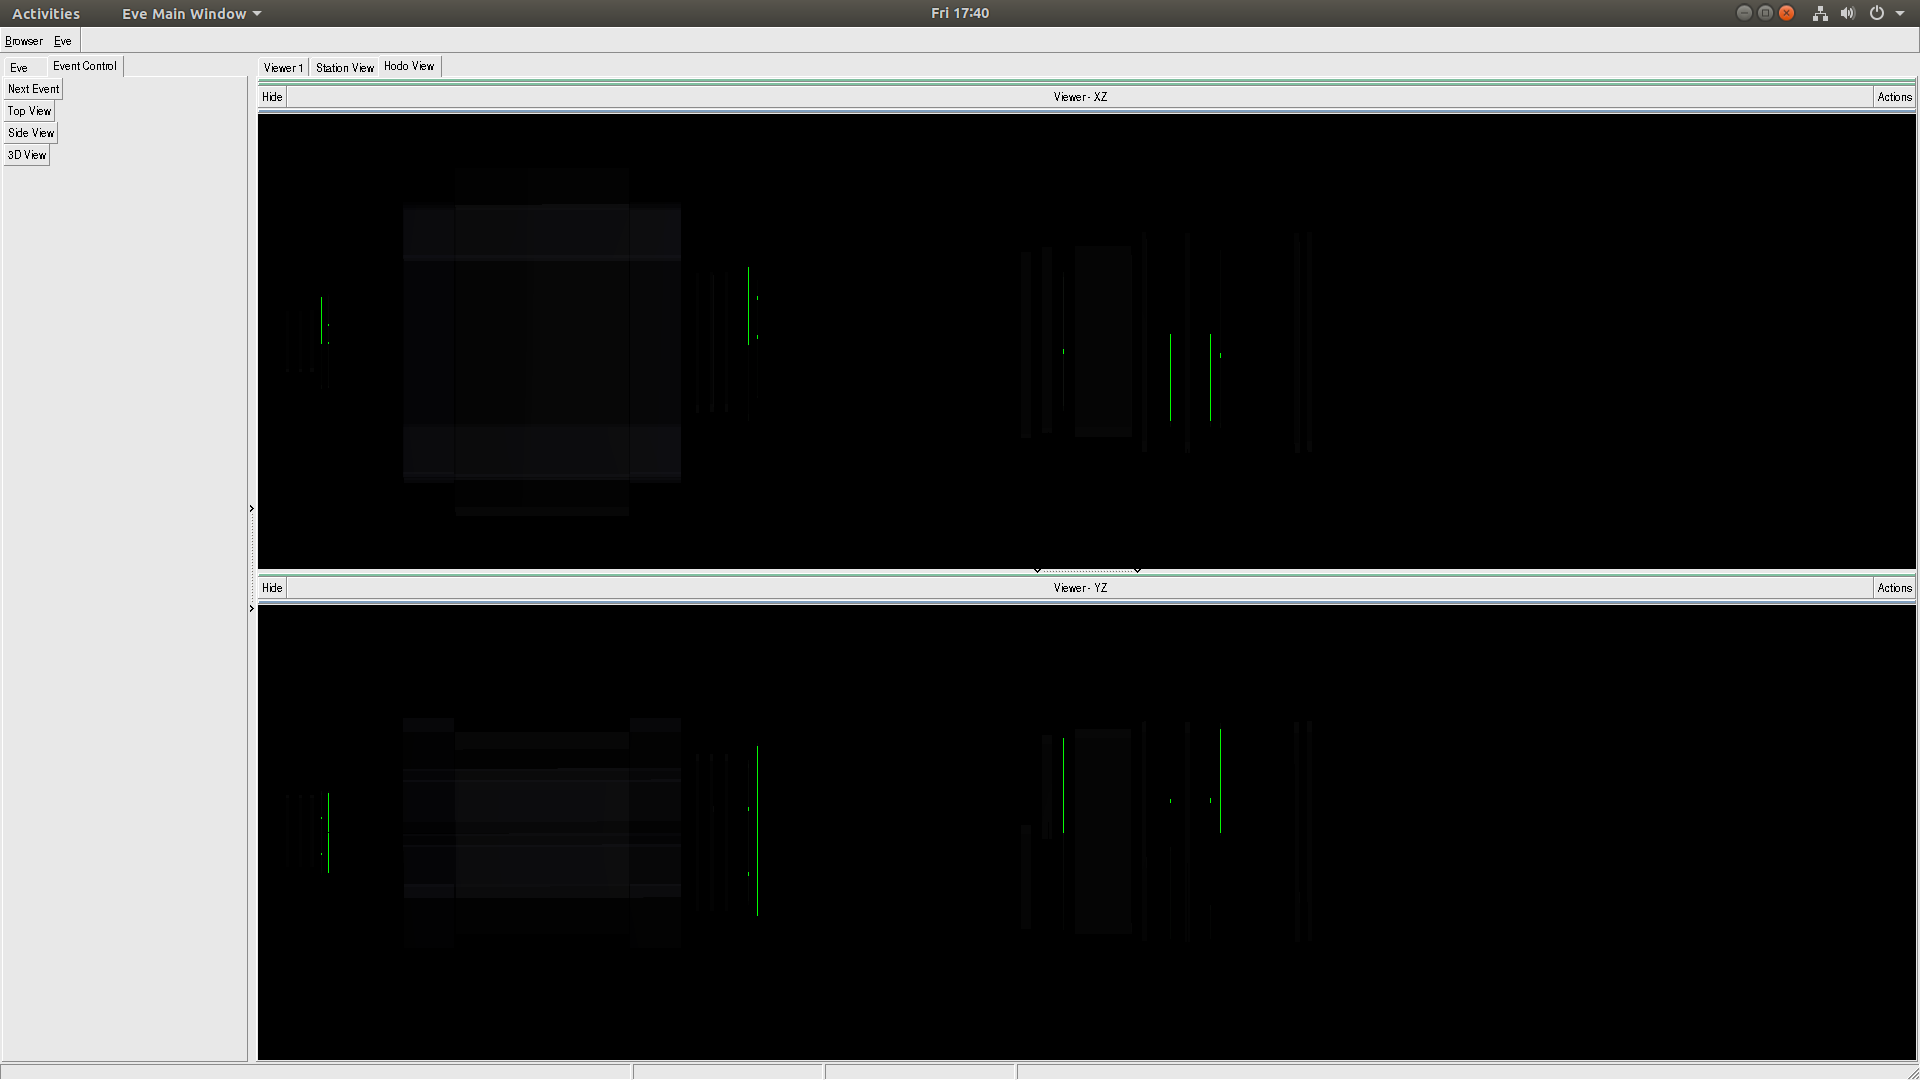 Activities Eve Main Window Fri 17:40
Browser Eve
Eve Event Control Viewer 1 Station View Hodo View
Next Event
Top View
Side View
3D View
Hide Viewer - XZ Actions
Hide Viewer - YZ Actions